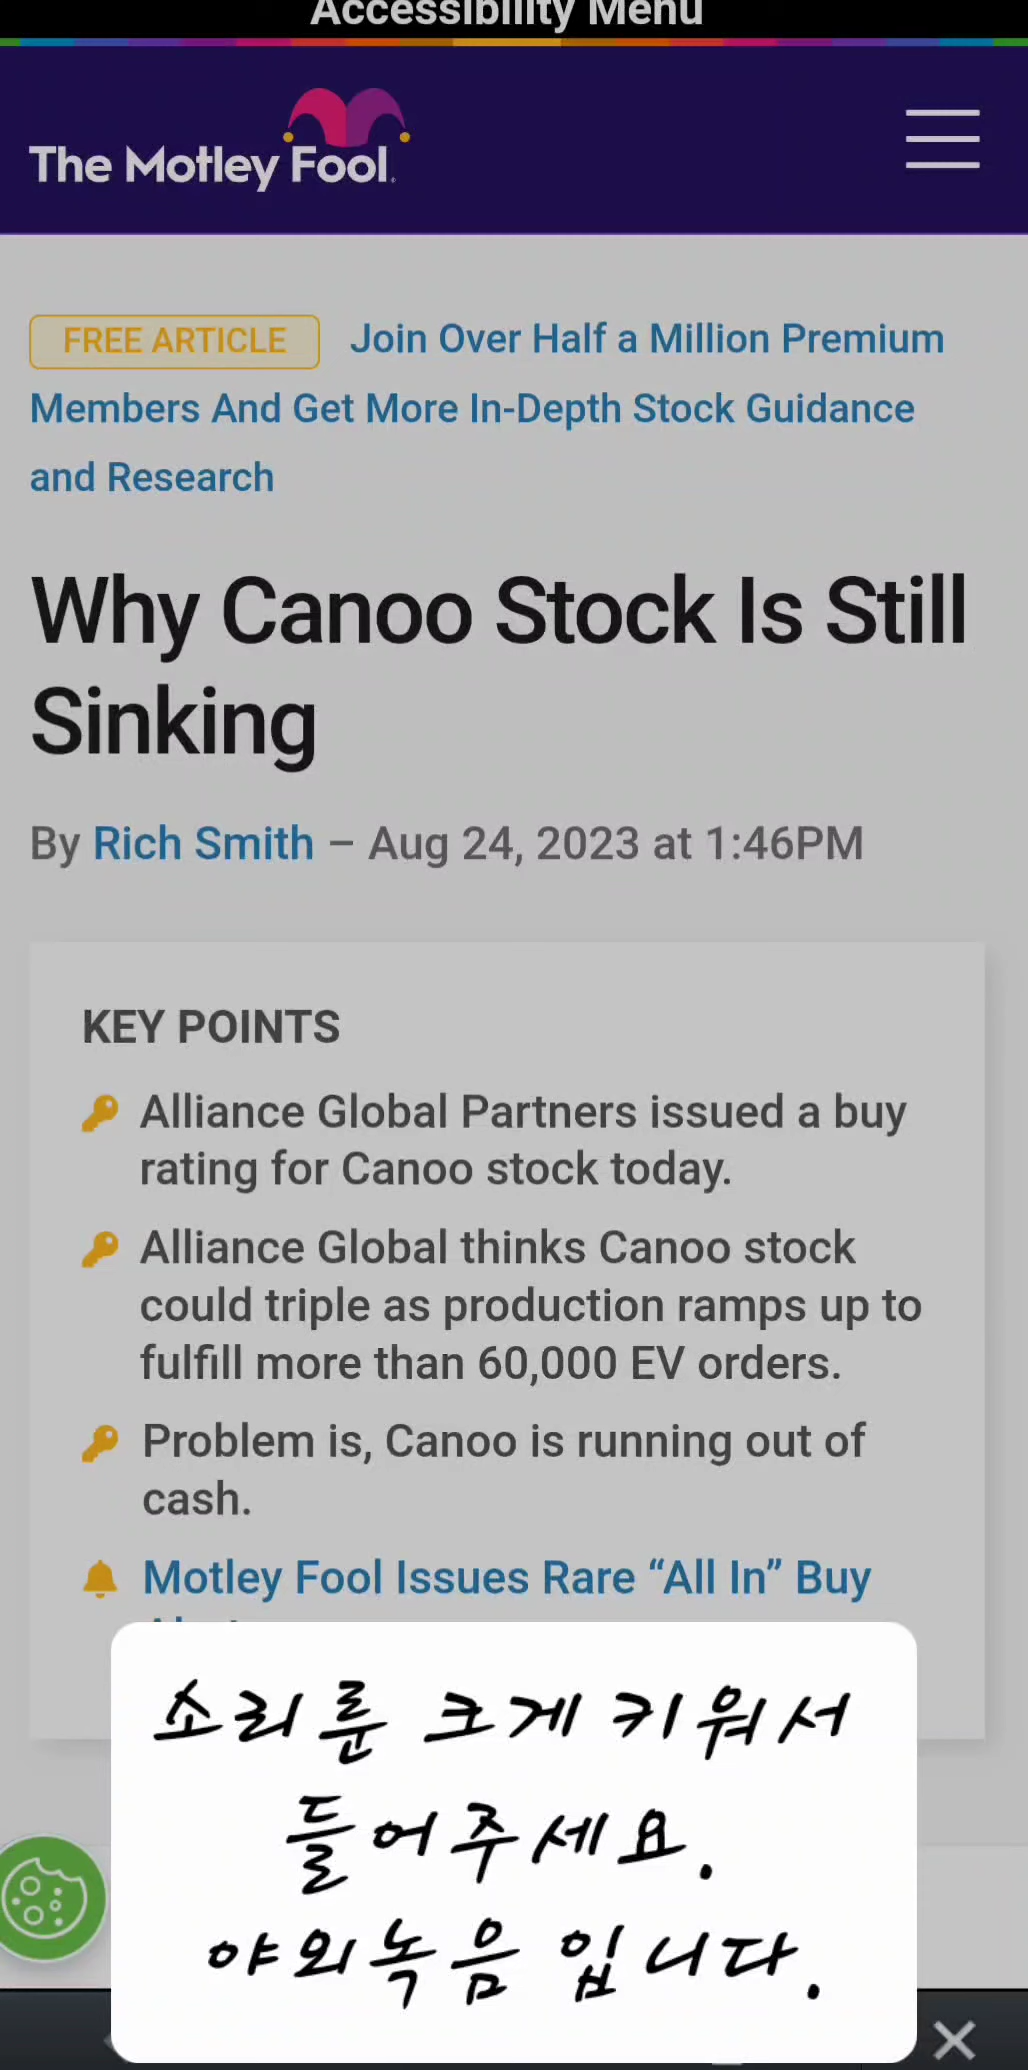 Accessibility Menu
The Motley Fool.
FREE ARTICLE Join Over Half a Million Premium
Members And Get More In-Depth Stock Guidance
and Research
Why Canoo Stock Is Still
Sinking
By Rich Smith – Aug 24, 2023 at 1:46PM
KEY POINTS
Alliance Global Partners issued a buy
rating for Canoo stock today.
Alliance Global thinks Canoo stock
could triple as production ramps up to
fulfill more than 60,000 EV orders.
Problem is, Canoo is running out of
cash.
Motley Fool Issues Rare “All In” Buy
소리륜 크게 키워서
들어주세요.
야외녹음 입니다.